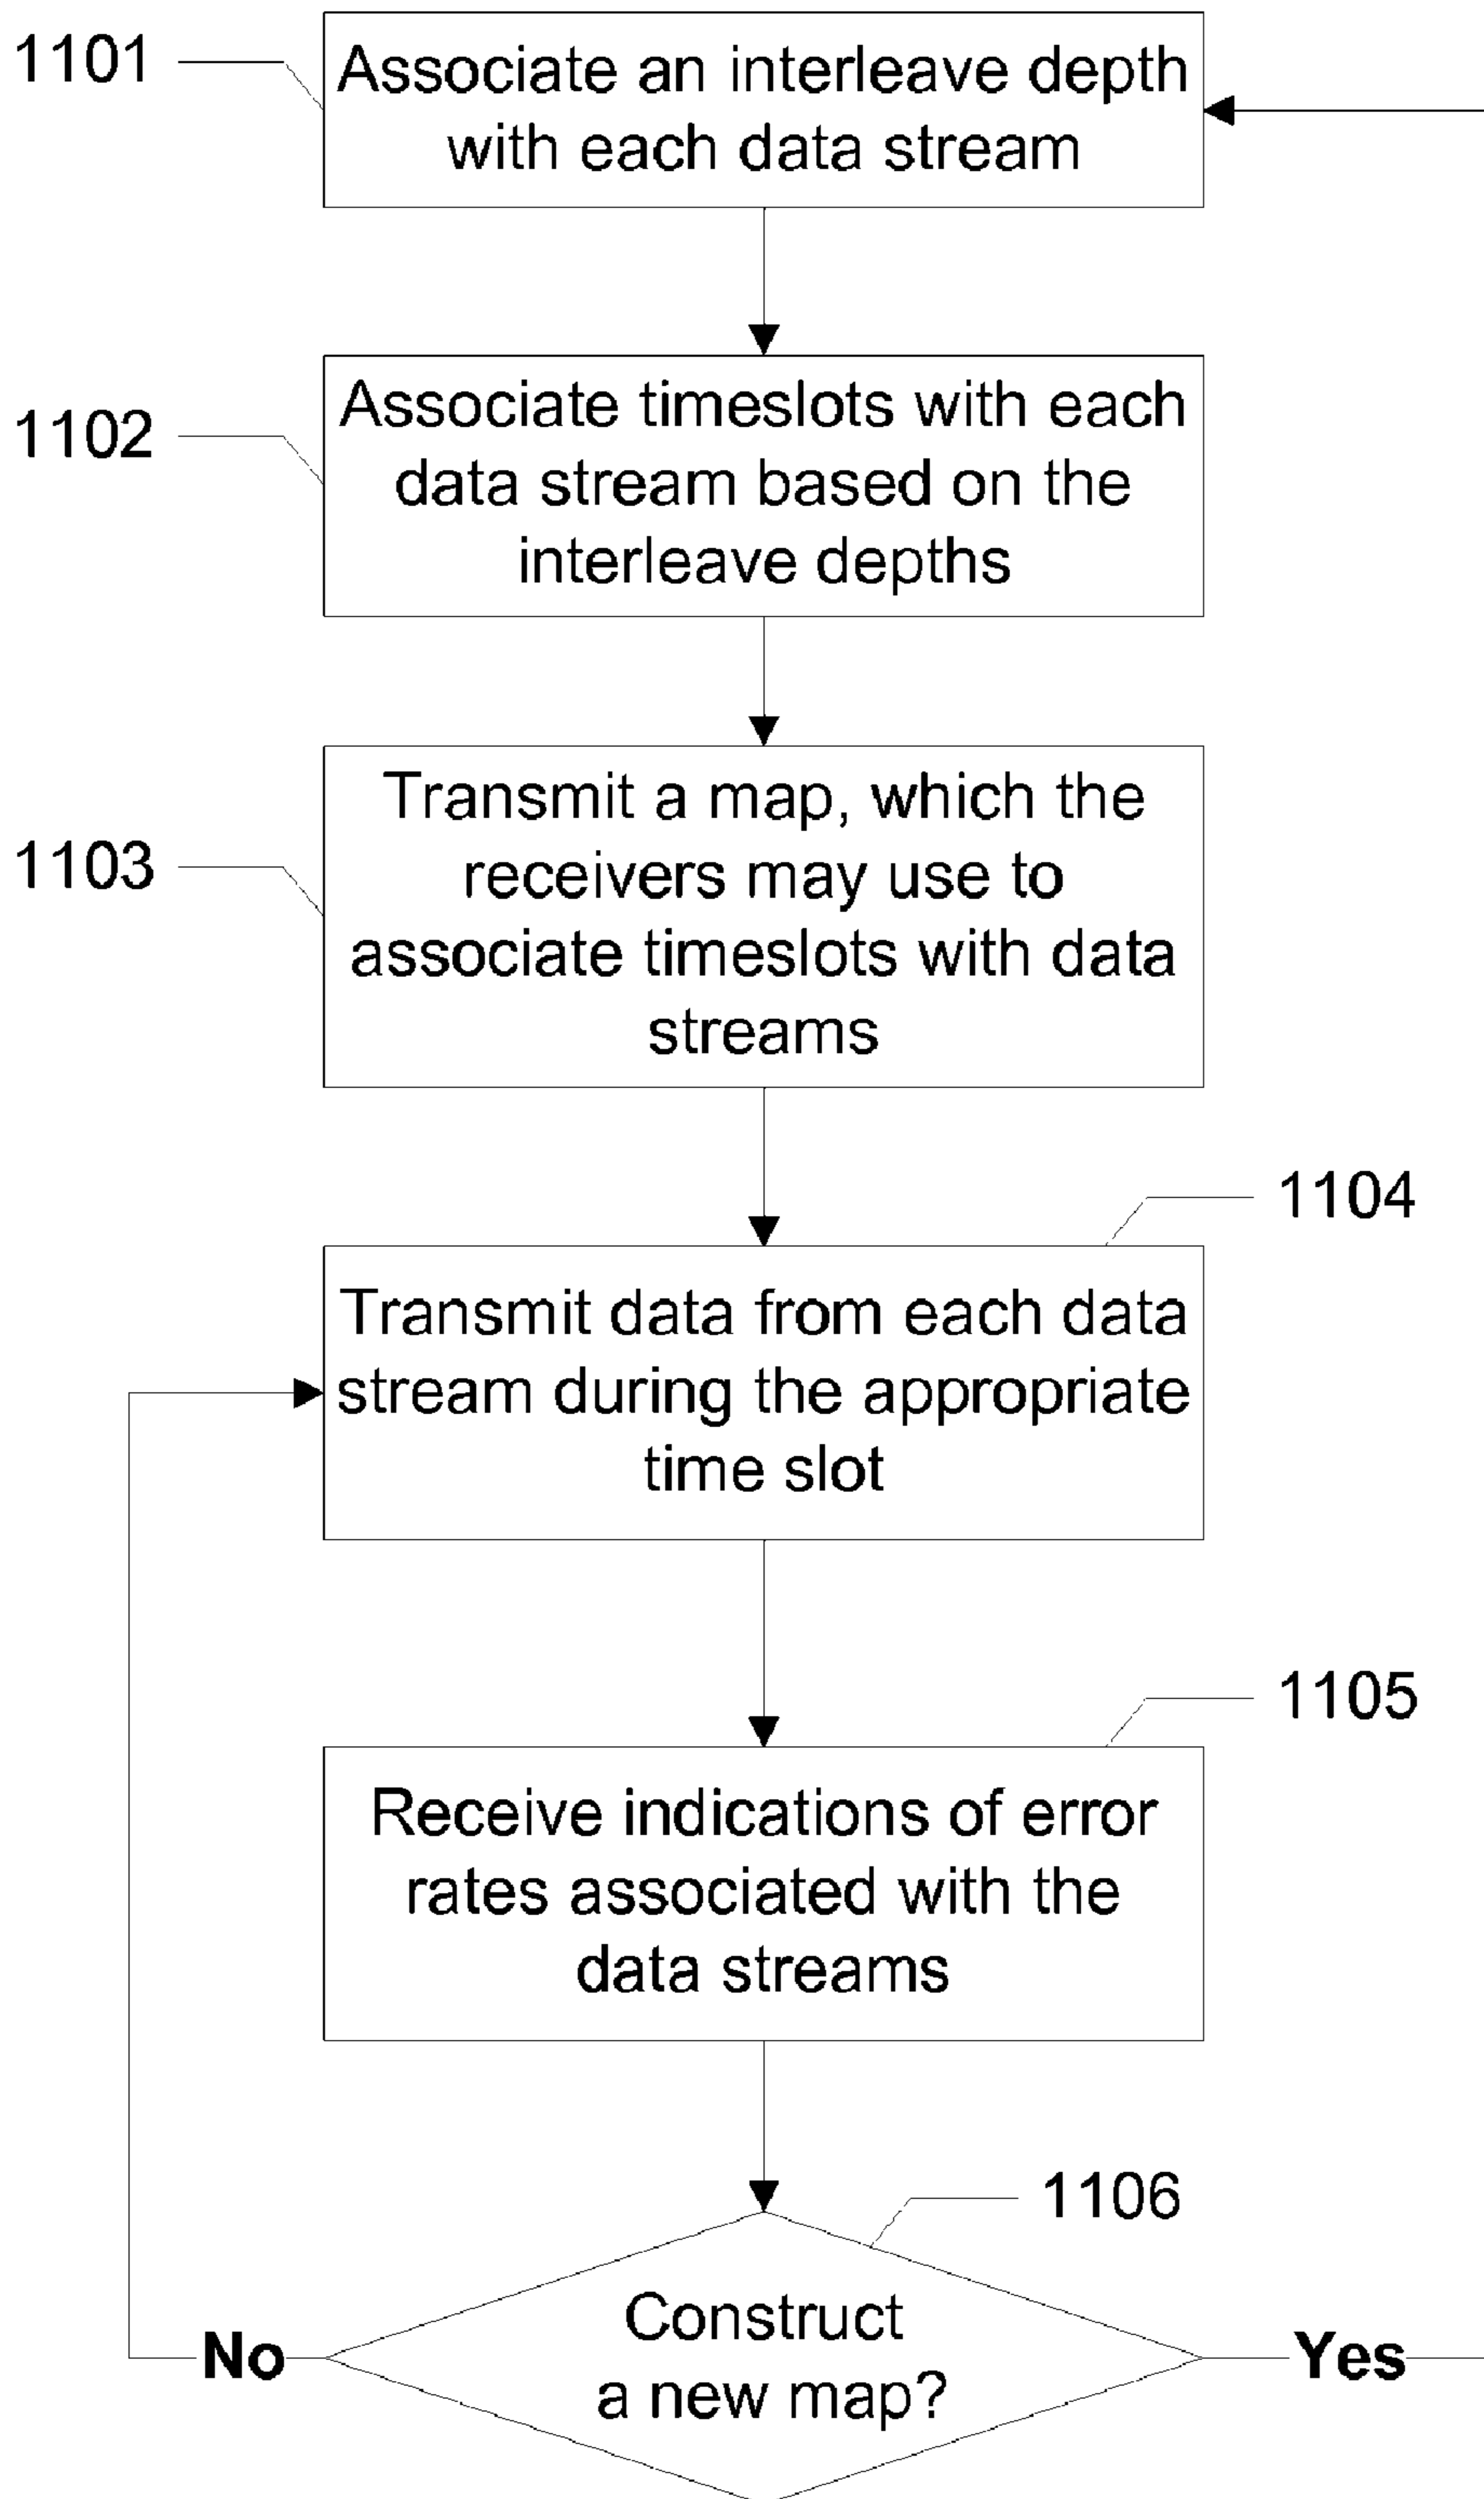 1101
Associate an interleave depth
with each data stream
1102
Associate timeslots with each
data stream based on the
interleave depths
1103
Transmit a map, which the
receivers may use to
associate timeslots with data
streams
1104
Transmit data from each data
stream during the appropriate
time slot
1105
Receive indications of error
rates associated with the
data streams
1106
Construct
a new map?
No
Yes